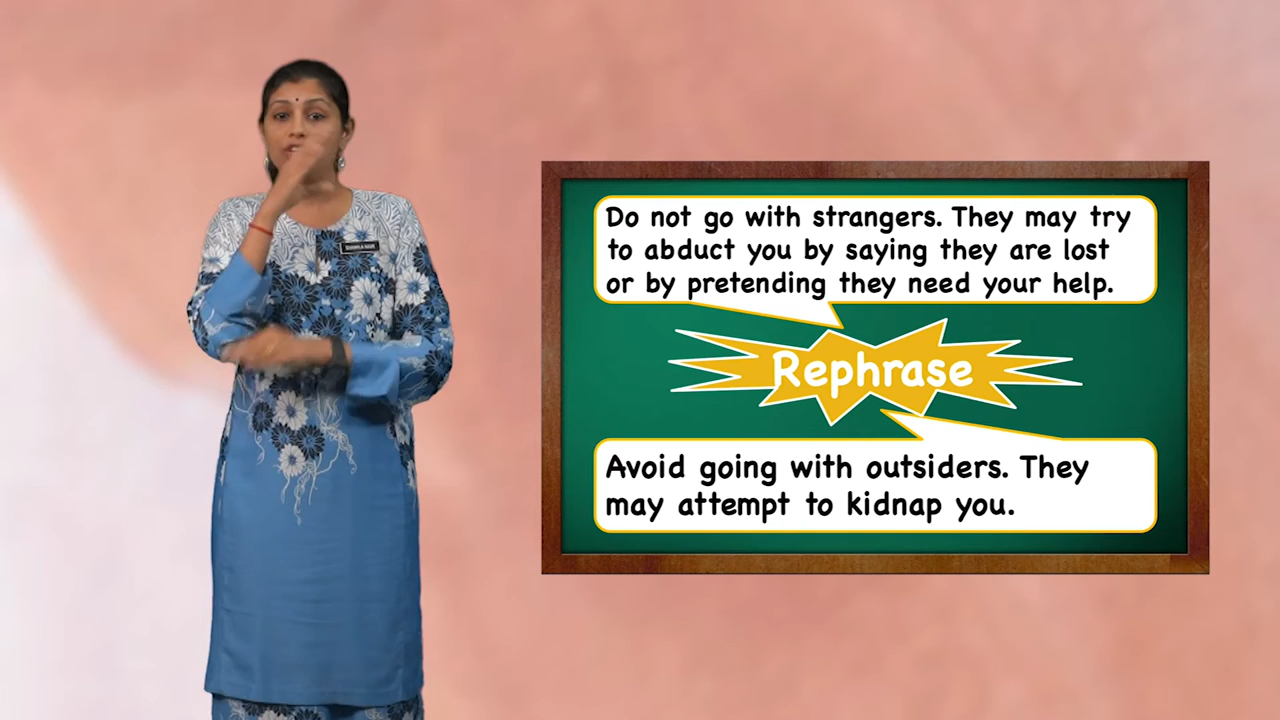 Do not go with strangers. They may try
to abduct you by saying they are lost
or by pretending they need your help.
Rephrase
Avoid going with outsiders. They
may attempt to kidnap you.